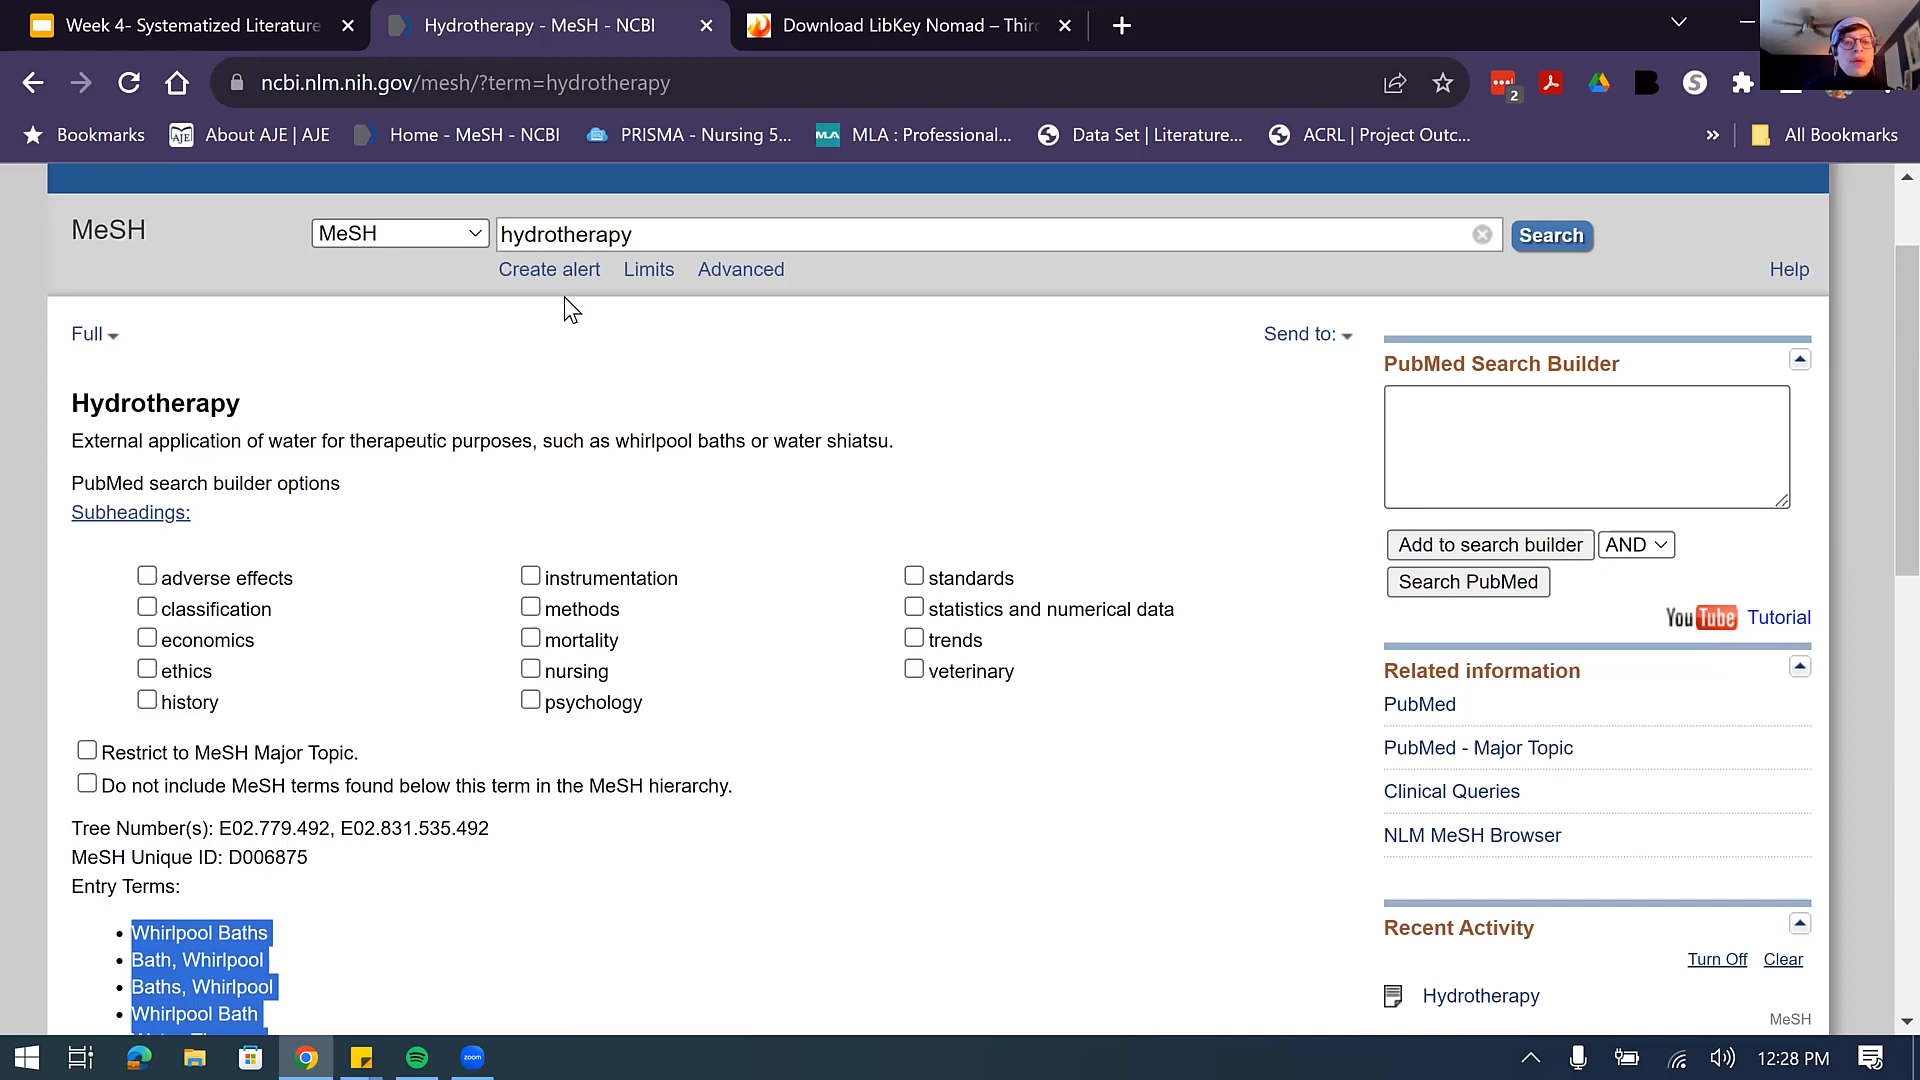 Week 4- Systematized Literature
Hydrotherapy - MeSH - NCBI
Download LibKey Nomad – Thir
ncbi.nlm.nih.gov/mesh/?term=hydrotherapy
2
Bookmarks
About AJE | AJE
Home - MeSH - NCBI
PRISMA - Nursing 5...
MLA : Professional...
Data Set | Literature...
ACRL | Project Outc...
All Bookmarks
MeSH
MeSH
hydrotherapy
Search
Create alert
Limits
Advanced
Help
Full
Send to:
Hydrotherapy
External application of water for therapeutic purposes, such as whirlpool baths or water shiatsu.
PubMed search builder options
Subheadings:
adverse effects
classification
economics
ethics
history
instrumentation
methods
mortality
nursing
psychology
standards
statistics and numerical data
trends
veterinary
Restrict to MeSH Major Topic.
Do not include MeSH terms found below this term in the MeSH hierarchy.
Tree Number(s): E02.779.492, E02.831.535.492
MeSH Unique ID: D006875
Entry Terms:
Whirlpool Baths
Bath, Whirlpool
Baths, Whirlpool
Whirlpool Bath
PubMed Search Builder
Add to search builder
AND
Search PubMed
YouTube Tutorial
Related information
PubMed
PubMed - Major Topic
Clinical Queries
NLM MeSH Browser
Recent Activity
Turn Off
Clear
Hydrotherapy
MeSH
zoom
12:28 PM